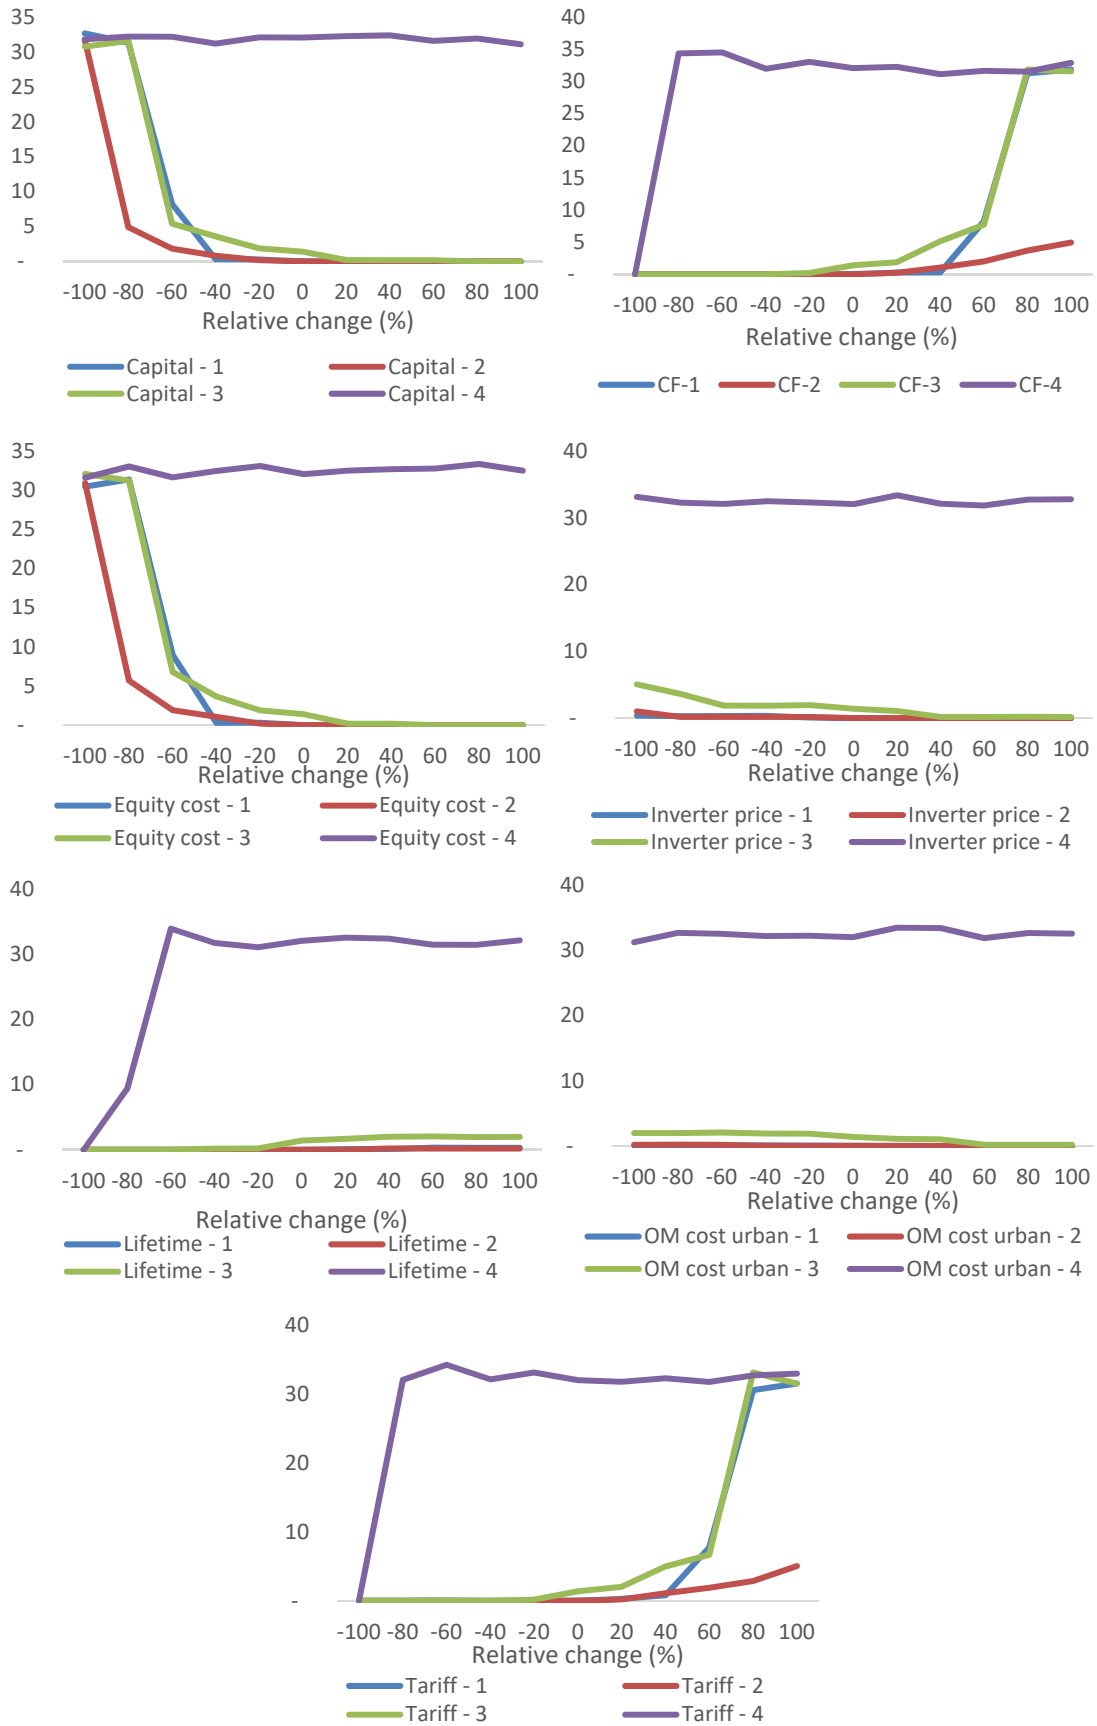 35
30
25
20
15
10
5
-
-100 -80 -60 -40 -20 0 20 40 60 80 100
Relative change (%)
Capital - 1 Capital - 2
Capital - 3 Capital - 4
40
35
30
25
20
15
10
5
-
-100 -80 -60 -40 -20 0 20 40 60 80 100
Relative change (%)
CF-1 CF-2 CF-3 CF-4
35
30
25
20
15
10
5
-
-100 -80 -60 -40 -20 0 20 40 60 80 100
Relative change (%)
Equity cost - 1 Equity cost - 2
Equity cost - 3 Equity cost - 4
40
30
20
10
-
-100 -80 -60 -40 -20 0 20 40 60 80 100
Relative change (%)
Inverter price - 1 Inverter price - 2
Inverter price - 3 Inverter price - 4
40
30
20
10
-
-100 -80 -60 -40 -20 0 20 40 60 80 100
Relative change (%)
Lifetime - 1 Lifetime - 2
Lifetime - 3 Lifetime - 4
40
30
20
10
-
-100 -80 -60 -40 -20 0 20 40 60 80 100
Relative change (%)
OM cost urban - 1 OM cost urban - 2
OM cost urban - 3 OM cost urban - 4
40
30
20
10
-
-100 -80 -60 -40 -20 0 20 40 60 80 100
Relative change (%)
Tariff - 1 Tariff - 2
Tariff - 3 Tariff - 4